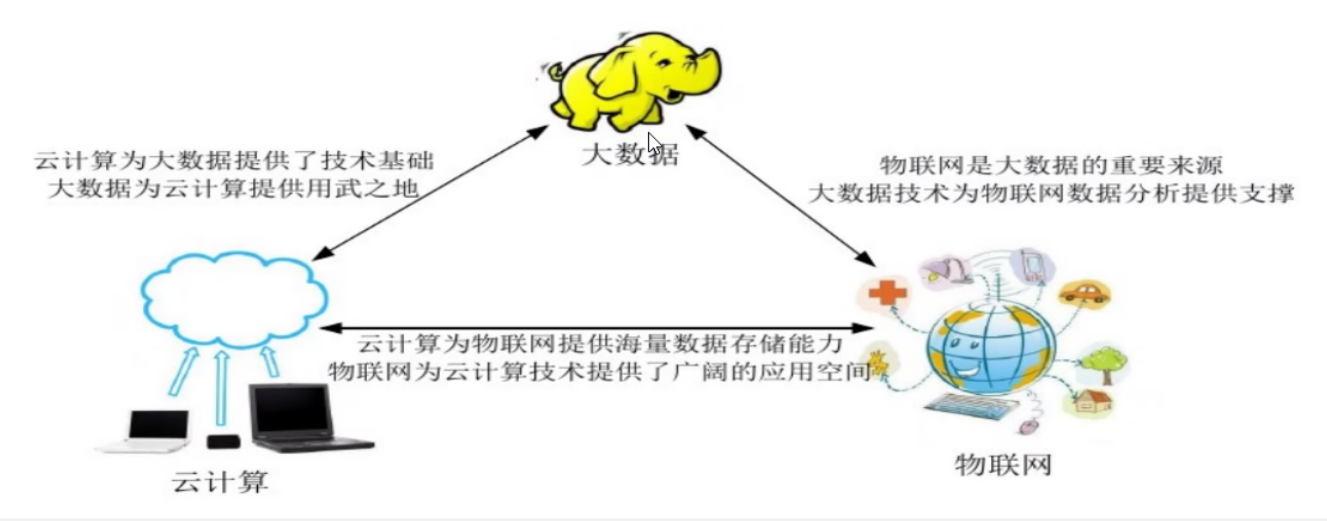 大数据
云计算为大数据提供了技术基础
大数据为云计算提供用武之地
物联网是大数据的重要来源
大数据技术为物联网数据分析提供支撑
云计算为物联网提供海量数据存储能力
物联网为云计算技术提供了广阔的应用空间
云计算
物联网